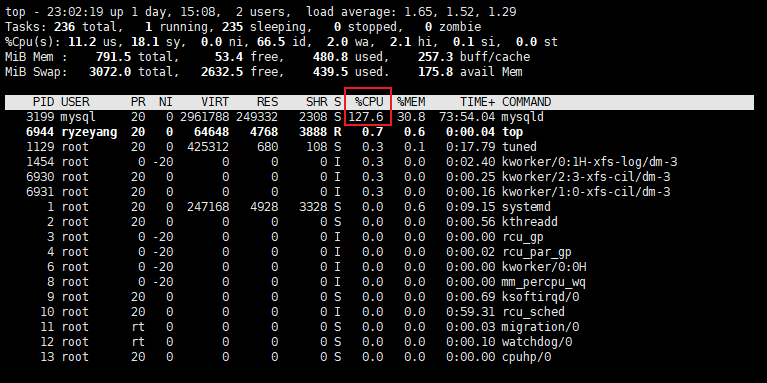 top - 23:02:19 up 1 day, 15:08,  2 users,  load average: 1.65, 1.52, 1.29
Tasks: 236 total,   1 running, 235 sleeping,   0 stopped,   0 zombie
%Cpu(s): 11.2 us, 18.1 sy,  0.0 ni, 66.5 id,  2.0 wa,  2.1 hi,  0.1 si,  0.0 st
MiB Mem :    791.5 total,     53.4 free,    480.8 used,    257.3 buff/cache
MiB Swap:   3072.0 total,   2632.5 free,    439.5 used.    175.8 avail Mem
PID USER      PR  NI    VIRT    RES    SHR S  %CPU  %MEM     TIME+ COMMAND
3199 mysql     20   0 2961788 249332   2308 S 127.6  30.8  73:54.04 mysqld
6944 ryzeyang  20   0   64648   4768   3888 R   0.7   0.6   0:00.04 top
1129 root      20   0  425312    680    108 S   0.3   0.1   0:17.79 tuned
1454 root       0 -20       0      0      0 I   0.3   0.0   0:02.40 kworker/0:1H-xfs-log/dm-3
6930 root      20   0       0      0      0 I   0.3   0.0   0:00.25 kworker/2:3-xfs-cil/dm-3
6931 root      20   0       0      0      0 I   0.3   0.0   0:00.16 kworker/1:0-xfs-cil/dm-3
1 root      20   0  247168   4928   3328 S   0.0   0.6   0:09.15 systemd
2 root      20   0       0      0      0 S   0.0   0.0   0:00.56 kthreadd
3 root       0 -20       0      0      0 I   0.0   0.0   0:00.00 rcu_gp
4 root       0 -20       0      0      0 I   0.0   0.0   0:00.02 rcu_par_gp
6 root       0 -20       0      0      0 I   0.0   0.0   0:00.00 kworker/0:0H
8 root       0 -20       0      0      0 I   0.0   0.0   0:00.00 mm_percpu_wq
9 root      20   0       0      0      0 S   0.0   0.0   0:00.69 ksoftirqd/0
10 root      20   0       0      0      0 I   0.0   0.0   0:59.31 rcu_sched
11 root      rt   0       0      0      0 S   0.0   0.0   0:00.03 migration/0
12 root      rt   0       0      0      0 S   0.0   0.0   0:00.10 watchdog/0
13 root      20   0       0      0      0 S   0.0   0.0   0:00.00 cpuhp/0